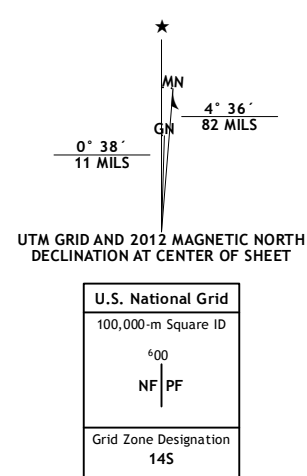 ★
MN
GN
4° 36´
82 MILS
0° 38´
11 MILS
UTM GRID AND 2012 MAGNETIC NORTH
DECLINATION AT CENTER OF SHEET
U.S. National Grid
100,000-m Square ID
⁶00
NF PF
Grid Zone Designation
14S